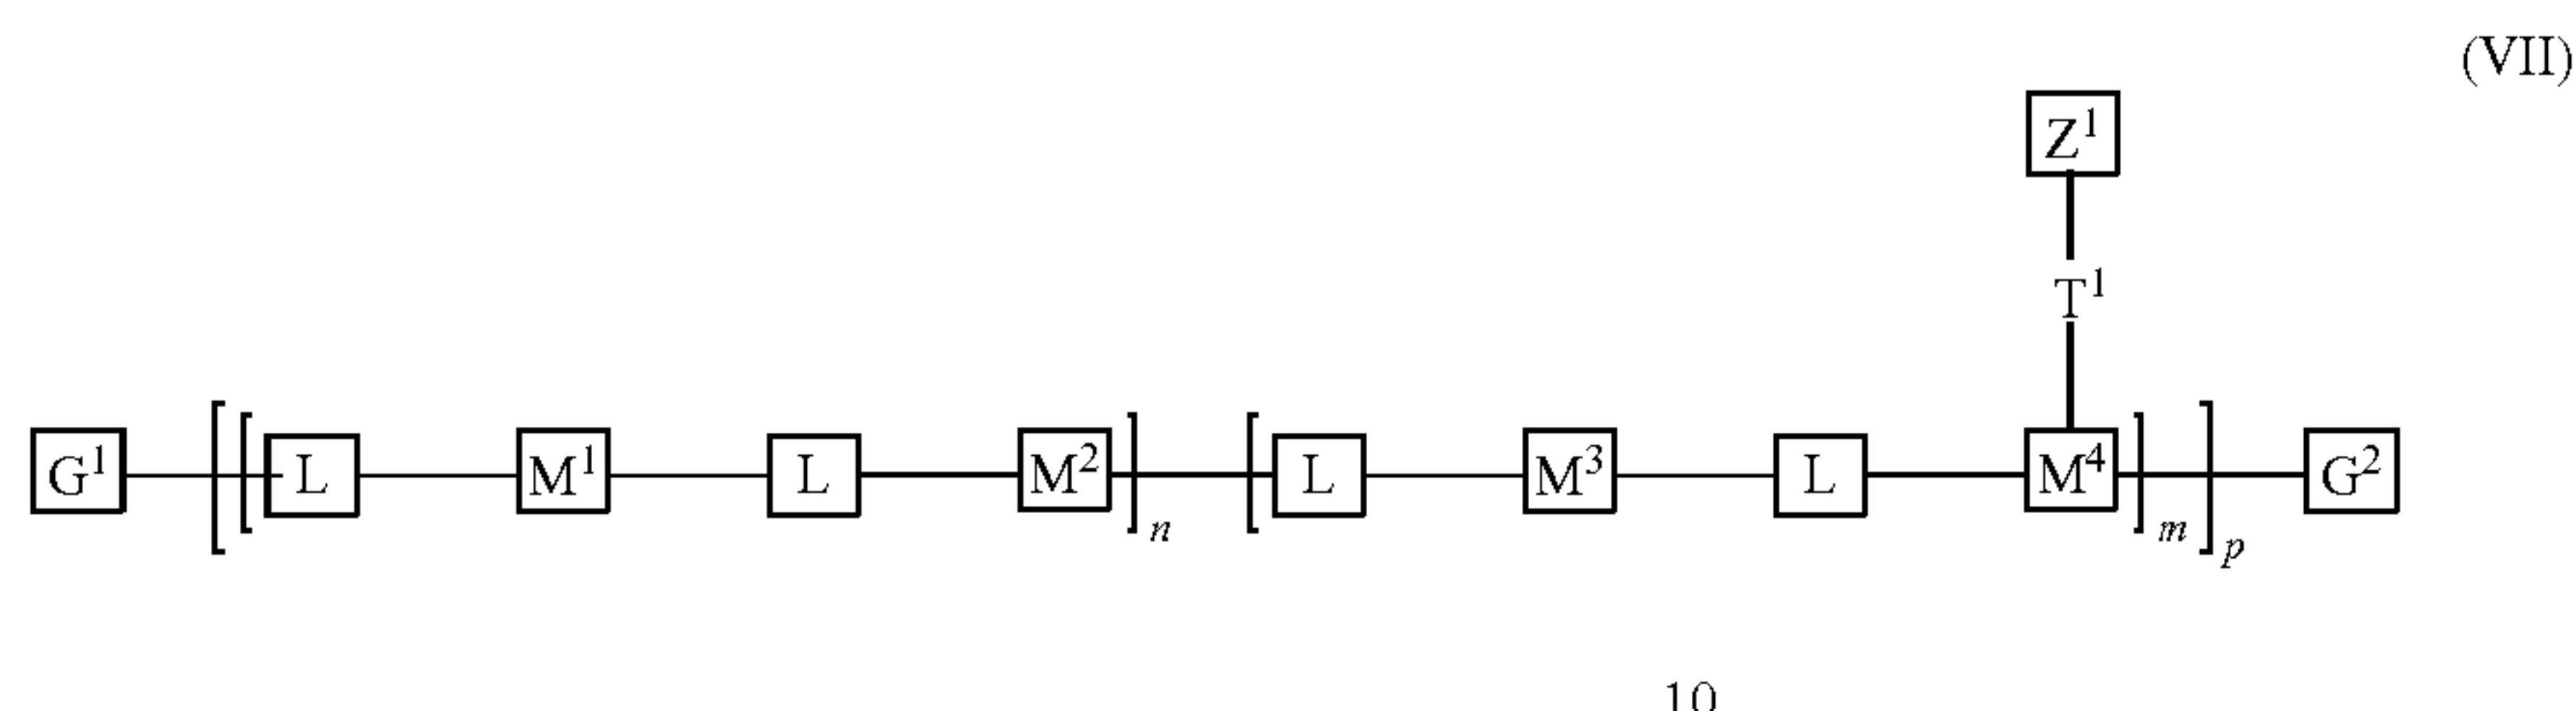 (VII)
Z¹
T¹
G¹ [ [ L M¹ L M² ]n [ L M³ L M⁴ ]m ]p G²
10